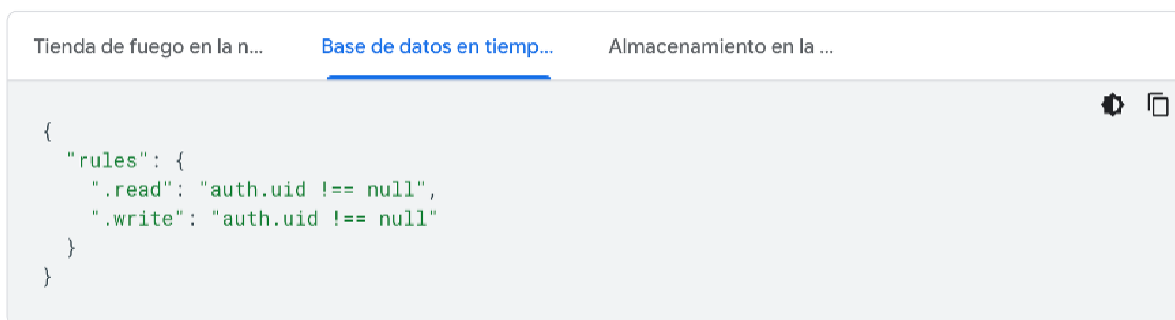 Tienda de fuego en la n... Base de datos en tiemp... Almacenamiento en la ...
{
"rules": {
".read": "auth.uid !== null",
".write": "auth.uid !== null"
}
}